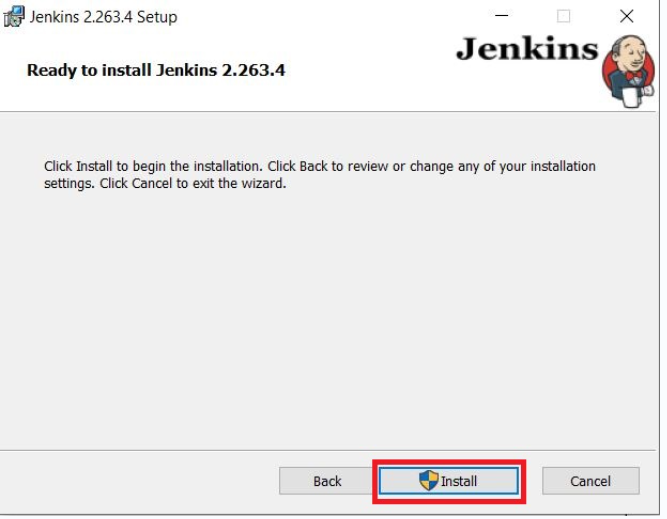 Jenkins 2.263.4 Setup
Jenkins
Ready to install Jenkins 2.263.4
Click Install to begin the installation. Click Back to review or change any of your installation
settings. Click Cancel to exit the wizard.
Back Install Cancel